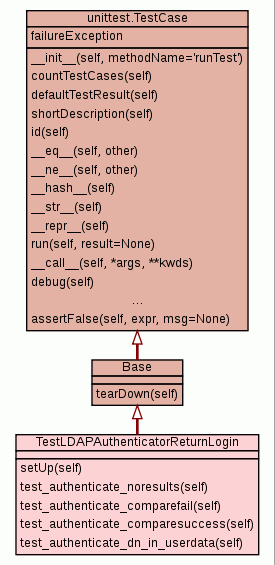 unittest.TestCase
failureException
__init__(self, methodName='runTest')
countTestCases(self)
defaultTestResult(self)
shortDescription(self)
id(self)
__eq__(self, other)
__ne__(self, other)
__hash__(self)
__str__(self)
__repr__(self)
run(self, result=None)
__call__(self, *args, **kwds)
debug(self)
...
assertFalse(self, expr, msg=None)
Base
tearDown(self)
TestLDAPAuthenticatorReturnLogin
setUp(self)
test_authenticate_noresults(self)
test_authenticate_comparefail(self)
test_authenticate_comparesuccess(self)
test_authenticate_dn_in_userdata(self)